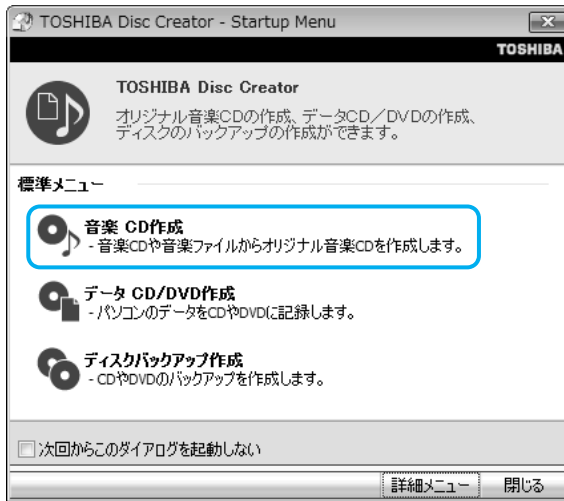 TOSHIBA Disc Creator - Startup Menu
TOSHIBA
TOSHIBA Disc Creator
オリジナル音楽CDの作成、データCD／DVDの作成、
ディスクのバックアップの作成ができます。
標準メニュー
音楽 CD作成
- 音楽CDや音楽ファイルからオリジナル音楽CDを作成します。
データ CD/DVD作成
- パソコンのデータをCDやDVDに記録します。
ディスクバックアップ作成
- CDやDVDのバックアップを作成します。
次回からこのダイアログを起動しない
詳細メニュー 閉じる